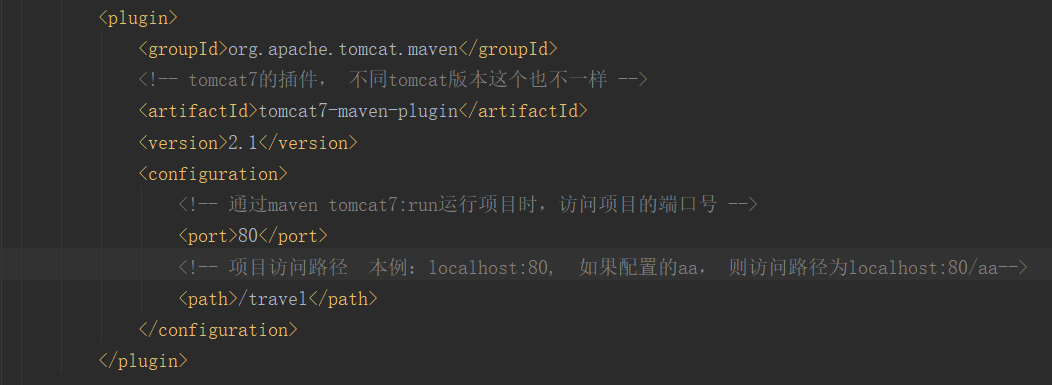 <plugin>
<groupId>org.apache.tomcat.maven</groupId>
<!-- tomcat7的插件， 不同tomcat版本这个也不一样 -->
<artifactId>tomcat7-maven-plugin</artifactId>
<version>2.1</version>
<configuration>
<!-- 通过maven tomcat7:run运行项目时，访问项目的端口号 -->
<port>80</port>
<!-- 项目访问路径  本例：localhost:80,  如果配置的aa， 则访问路径为localhost:80/aa-->
<path>/travel</path>
</configuration>
</plugin>